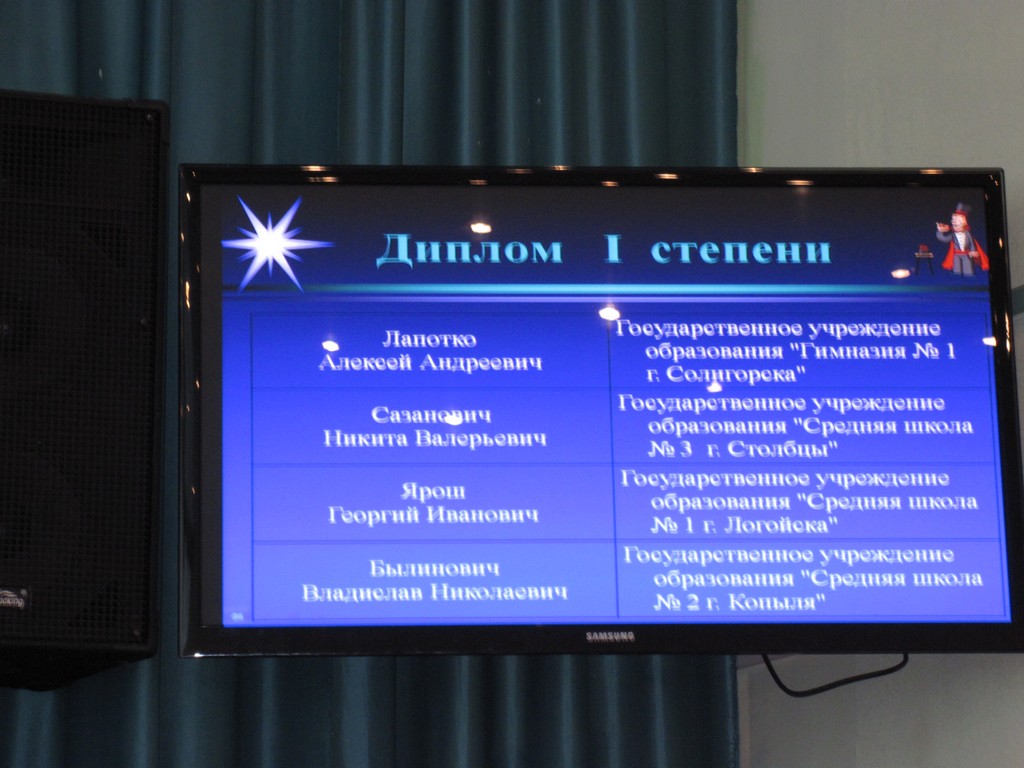 Диплом I степени
Лапотко
Алексей Андреевич
Государственное учреждение
образования "Гимназия № 1
г. Солигорска"
Сазанович
Никита Валерьевич
Государственное учреждение
образования "Средняя школа
№ 3 г. Столбцы"
Ярош
Георгий Иванович
Государственное учреждение
образования "Средняя школа
№ 1 г. Логойска"
Былинович
Владислав Николаевич
Государственное учреждение
образования "Средняя школа
№ 2 г. Копыля"
SAMSUNG